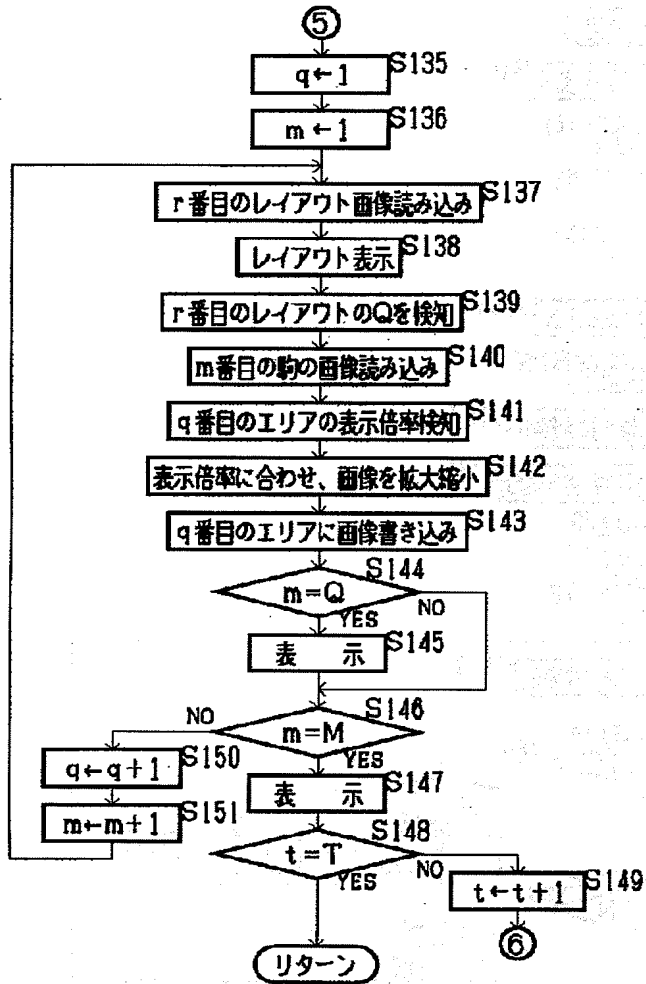 ⑤
q←1 S135
m←1 S136
r番目のレイアウト画像読み込み S137
レイアウト表示 S138
r番目のレイアウトのQを検知 S139
m番目の駒の画像読み込み S140
q番目のエリアの表示倍率検知 S141
表示倍率に合わせ、画像を拡大縮小 S142
q番目のエリアに画像書き込み S143
S144
m=Q NO
YES
表 示 S145
NO S146
m=M
YES
q←q+1 S150
表 示 S147
m←m+1 S151
S148
t=T NO
YES
t←t+1 S149
⑥
リターン